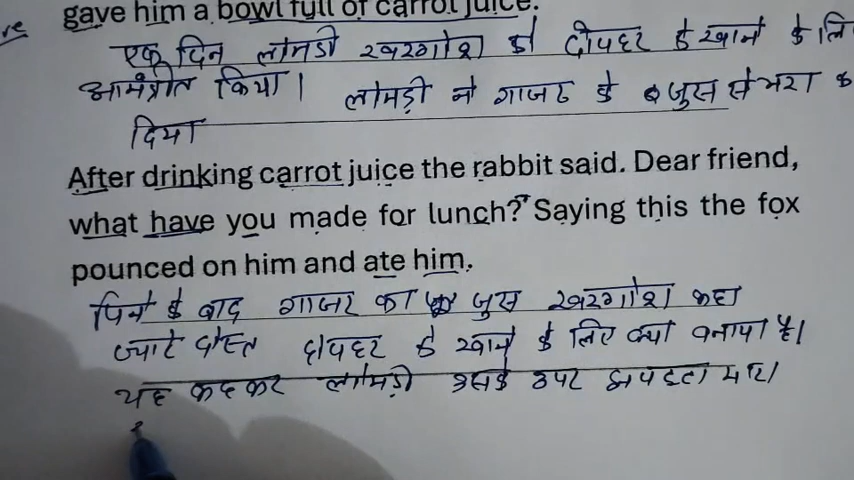 gave him a bowl full of carrot juice.
एक दिन लोमडी खरगोश को दोपहर के खाने के लि
आमंत्रीत किया। लोमड़ी ने गाजर के जुस से भरा
दिया
After drinking carrot juice the rabbit said. Dear friend,
what have you made for lunch? Saying this the fox
pounced on him and ate him.
पिने के बाद गाजर का जुस खरगोश कहा
प्यारे दोस्त दोपहर के खाने के लिए क्या बनाया है।
यह कहकर लोमड़ी उसके उपर झपट्टा मारा